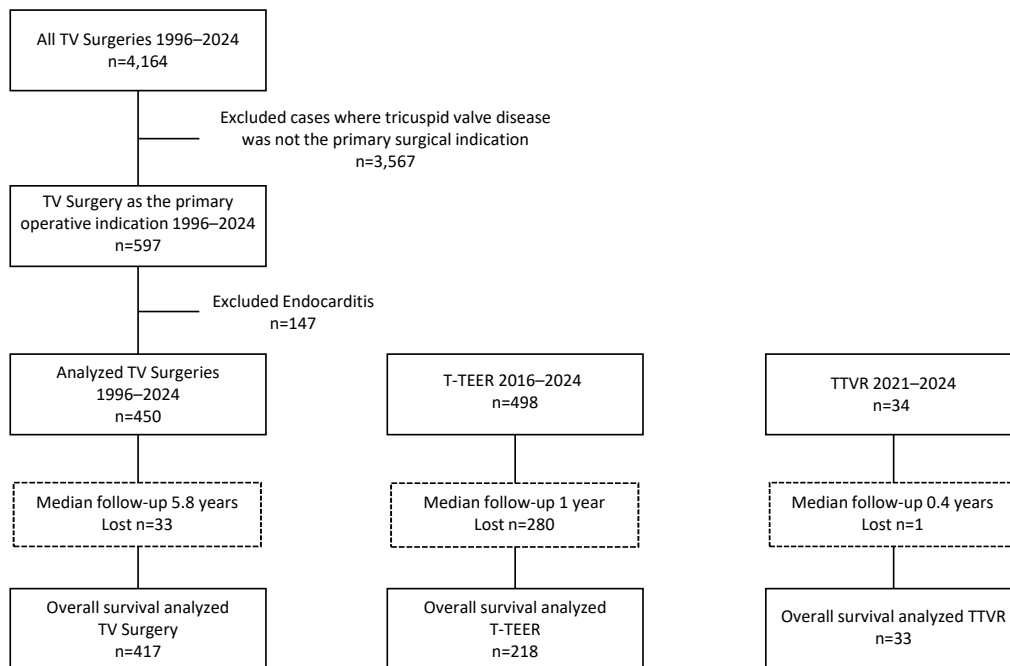 All TV Surgeries 1996–2024
n=4,164
Excluded cases where tricuspid valve disease
was not the primary surgical indication
n=3,567
TV Surgery as the primary
operative indication 1996–2024
n=597
Excluded Endocarditis
n=147
Analyzed TV Surgeries
1996–2024
n=450
T-TEER 2016–2024
n=498
TTVR 2021–2024
n=34
Median follow-up 5.8 years
Lost n=33
Median follow-up 1 year
Lost n=280
Median follow-up 0.4 years
Lost n=1
Overall survival analyzed
TV Surgery
n=417
Overall survival analyzed
T-TEER
n=218
Overall survival analyzed TTVR
n=33